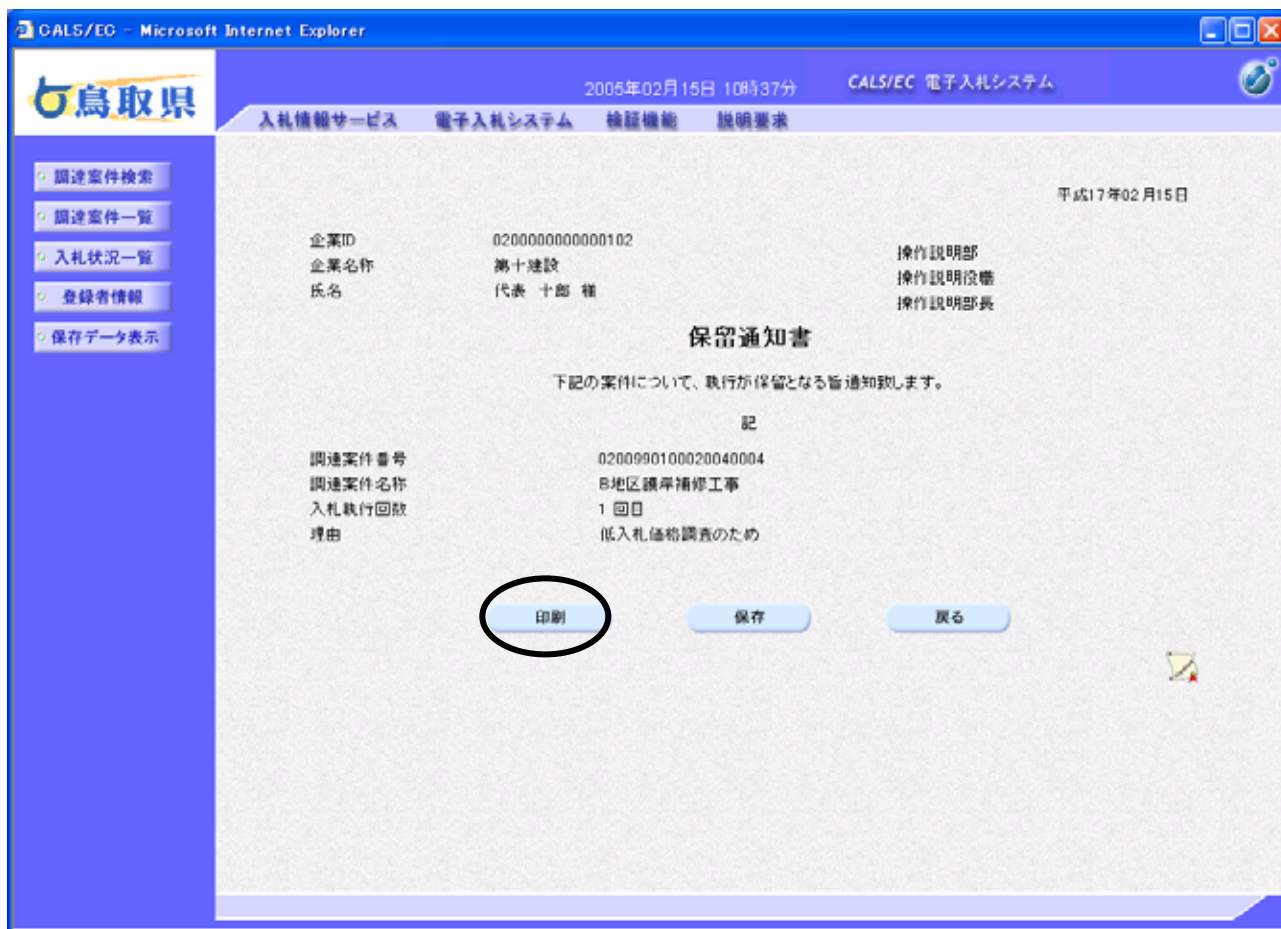 CALS/EC - Microsoft Internet Explorer
鳥取県
2005年02月15日 10時37分
CALS/EC 電子入札システム
入札情報サービス 電子入札システム 検証機能 説明要求
調達案件検索
調達案件一覧
入札状況一覧
登録者情報
保存データ表示
平成17年02月15日
企業ID 0200000000000102
企業名称 第十建設
氏名 代表 十郎 様
操作説明部
操作説明役職
操作説明部長
保留通知書
下記の案件について、執行が保留となる旨通知致します。
記
調達案件番号 0200990100020040004
調達案件名称 B地区護岸補修工事
入札執行回数 1 回目
理由 低入札価格調査のため
印刷 保存 戻る